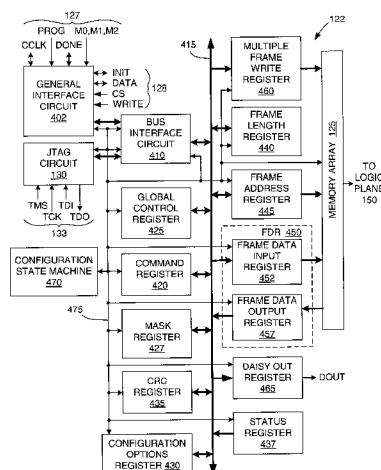 127
PROG M0,M1,M2
CCLK DONE
415
122
INIT
DATA
CS
WRITE
128
GENERAL
INTERFACE
CIRCUIT
402
MULTIPLE
FRAME
WRITE
REGISTER
460
BUS
INTERFACE
CIRCUIT
410
FRAME
LENGTH
REGISTER
440
JTAG
CIRCUIT
130
TMS TDI
TCK TDO
133
FRAME
ADDRESS
REGISTER
445
MEMORY ARRAY 125
TO
LOGIC
PLANE
150
GLOBAL
CONTROL
REGISTER
425
FDR 450
FRAME DATA
INPUT
REGISTER
452
CONFIGURATION
STATE MACHINE
470
COMMAND
REGISTER
420
475
FRAME DATA
OUTPUT
REGISTER
457
MASK
REGISTER
427
DAISY OUT
REGISTER
465
DOUT
CRC
REGISTER
435
STATUS
REGISTER
437
CONFIGURATION
OPTIONS
REGISTER 430